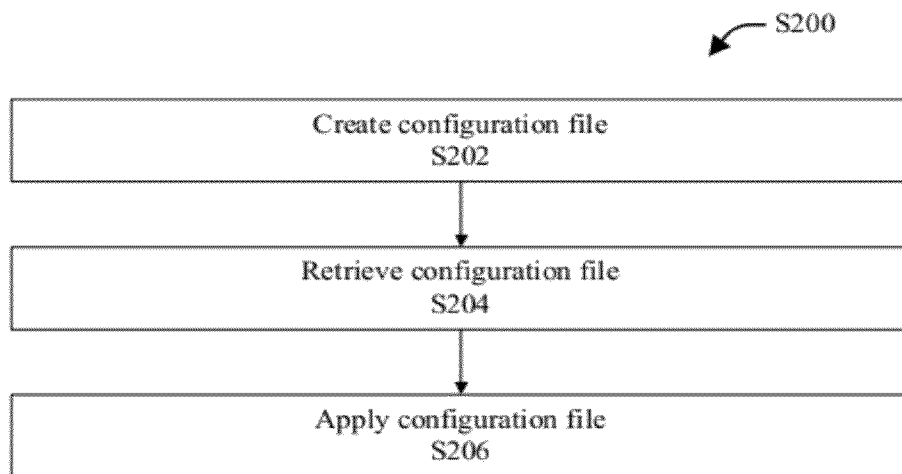 S200
Create configuration file
S202
Retrieve configuration file
S204
Apply configuration file
S206